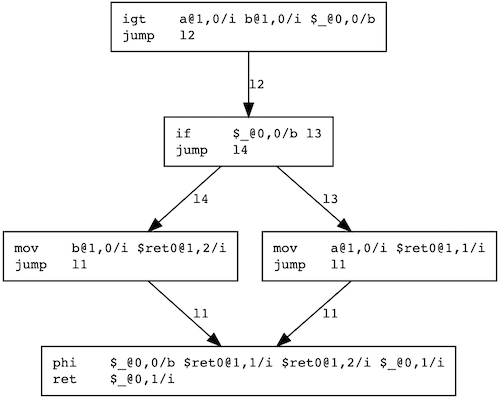 igt a@1,0/i b@1,0/i $_@0,0/b
jump l2
l2
if $_@0,0/b l3
jump l4
l4
l3
mov b@1,0/i $ret0@1,2/i
jump l1
mov a@1,0/i $ret0@1,1/i
jump l1
l1
l1
phi $_@0,0/b $ret0@1,1/i $ret0@1,2/i $_@0,1/i
ret $_@0,1/i